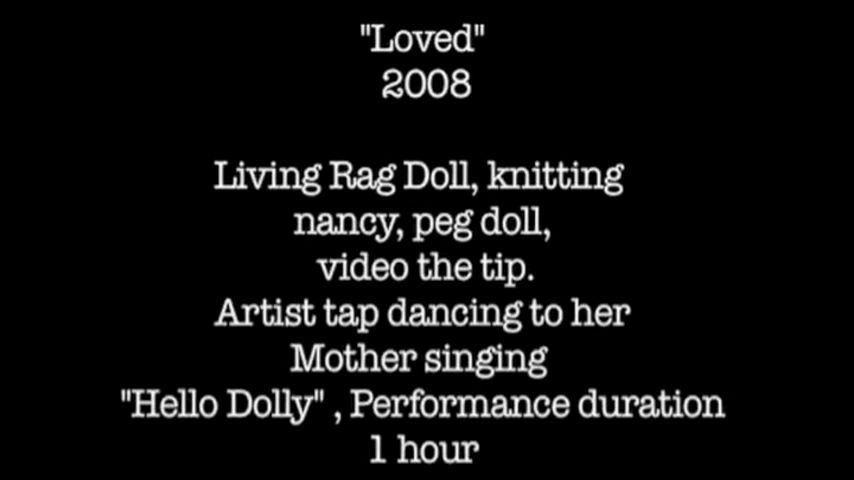 "Loved"
2008
Living Rag Doll, knitting
nancy, peg doll,
video the tip.
Artist tap dancing to her
Mother singing
"Hello Dolly" , Performance duration
1 hour